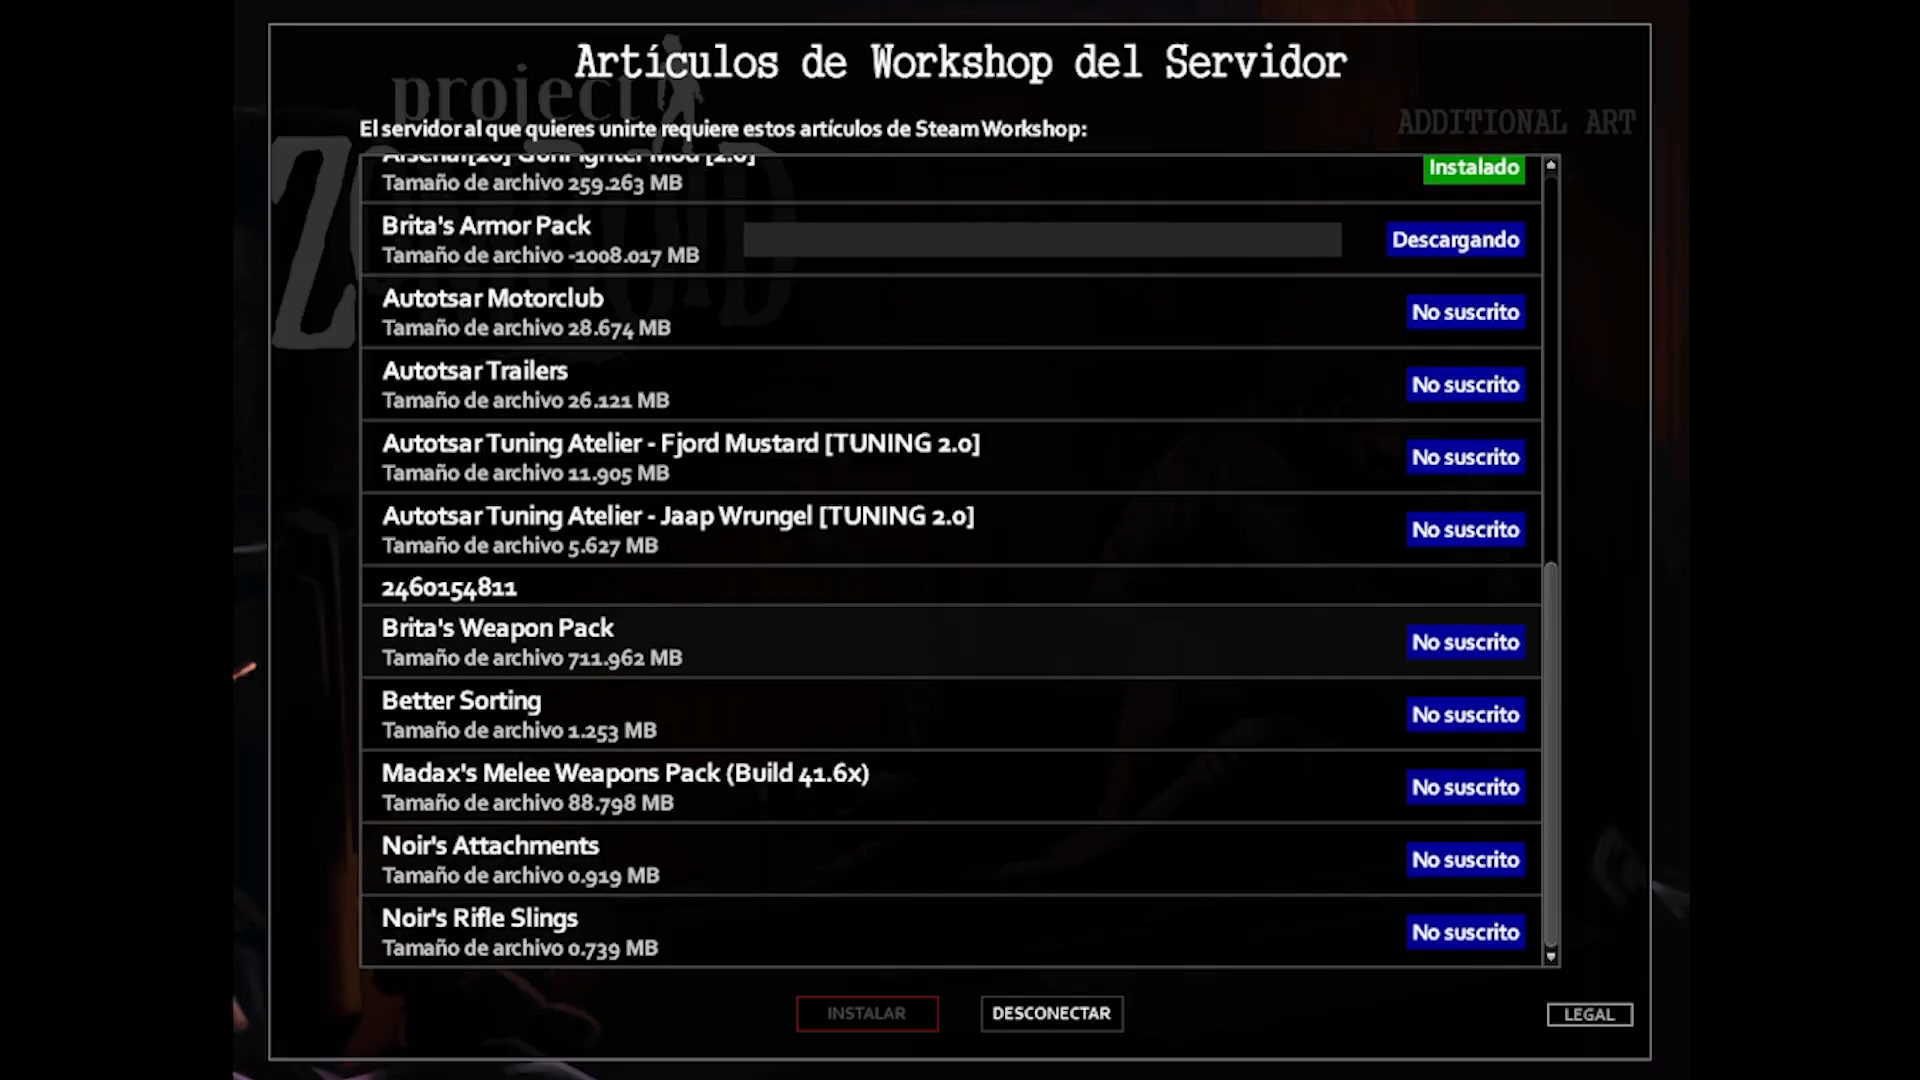 Artículos de Workshop del Servidor
project
ADDITIONAL ART
El servidor al que quieres unirte requiere estos artículos de Steam Workshop:
Arsenal[26] GunFighter Mod [2.0]
Instalado
Tamaño de archivo 259.263 MB
Brita's Armor Pack
Descargando
Tamaño de archivo -1008.017 MB
Autotsar Motorclub
No suscrito
Tamaño de archivo 28.674 MB
Autotsar Trailers
No suscrito
Tamaño de archivo 26.121 MB
Autotsar Tuning Atelier - Fjord Mustard [TUNING 2.0]
No suscrito
Tamaño de archivo 11.905 MB
Autotsar Tuning Atelier - Jaap Wrungel [TUNING 2.0]
No suscrito
Tamaño de archivo 5.627 MB
2460154811
Brita's Weapon Pack
No suscrito
Tamaño de archivo 711.962 MB
Better Sorting
No suscrito
Tamaño de archivo 1.253 MB
Madax's Melee Weapons Pack (Build 41.6x)
No suscrito
Tamaño de archivo 88.798 MB
Noir's Attachments
No suscrito
Tamaño de archivo 0.919 MB
Noir's Rifle Slings
No suscrito
Tamaño de archivo 0.739 MB
INSTALAR
DESCONECTAR
LEGAL